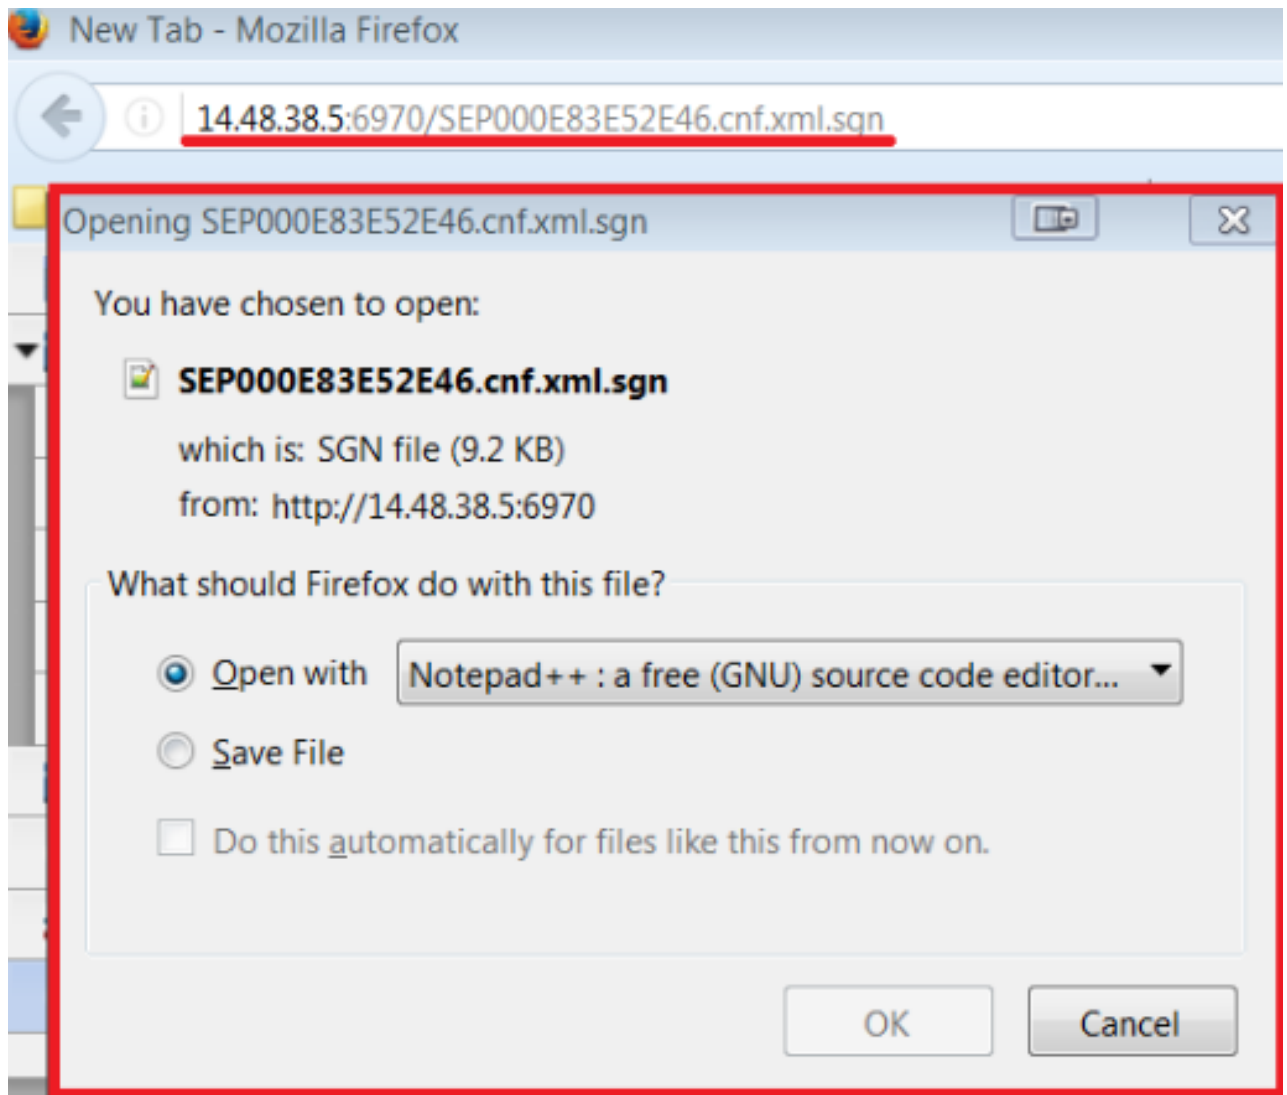 New Tab - Mozilla Firefox
14.48.38.5:6970/SEP000E83E52E46.cnf.xml.sgn
Opening SEP000E83E52E46.cnf.xml.sgn
You have chosen to open:
SEP000E83E52E46.cnf.xml.sgn
which is: SGN file (9.2 KB)
from: http://14.48.38.5:6970
What should Firefox do with this file?
Open with Notepad++ : a free (GNU) source code editor...
Save File
Do this automatically for files like this from now on.
OK Cancel